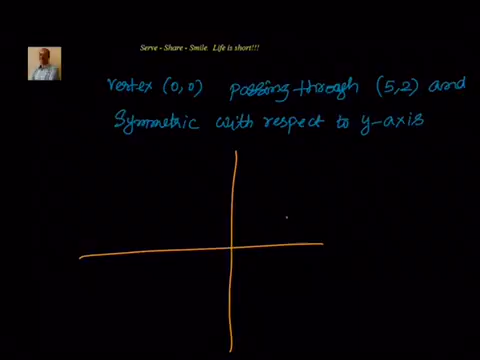 Serve - Share - Smile. Life is short!!!
Vertex (0,0) passing through (5,2) and
Symmetric with respect to y-axis